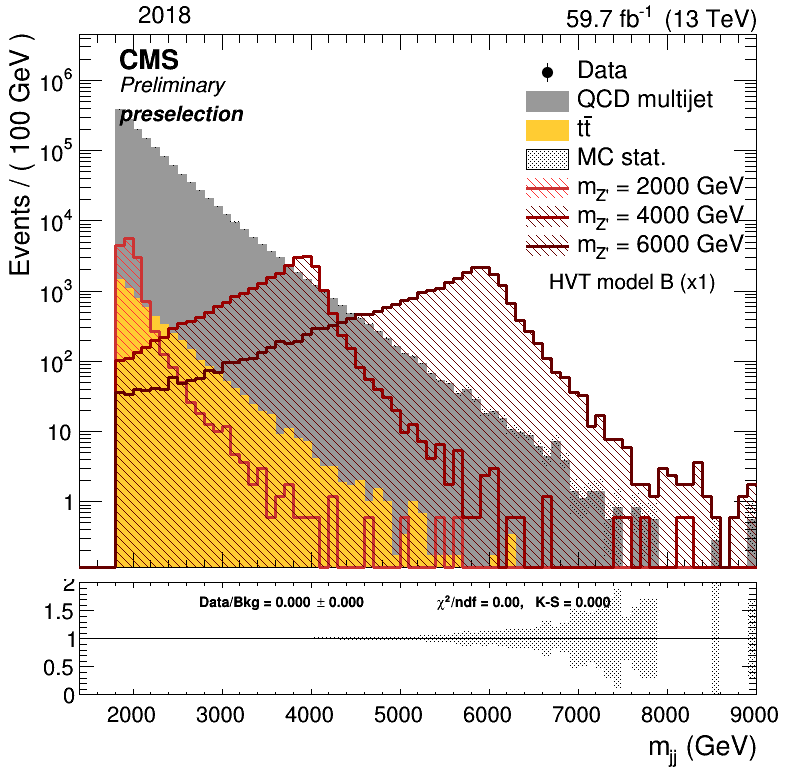 2018
59.7 fb⁻¹ (13 TeV)
CMS
Preliminary
preselection
Data
QCD multijet
tt̄
MC stat.
m_Z' = 2000 GeV
m_Z' = 4000 GeV
m_Z' = 6000 GeV
HVT model B (x1)
Events / ( 100 GeV )
10⁶
10⁵
10⁴
10³
10²
10
1
Data/Bkg = 0.000 ± 0.000
χ²/ndf = 0.00, K-S = 0.000
2
1.5
1
0.5
0
2000 3000 4000 5000 6000 7000 8000 9000
m_jj (GeV)